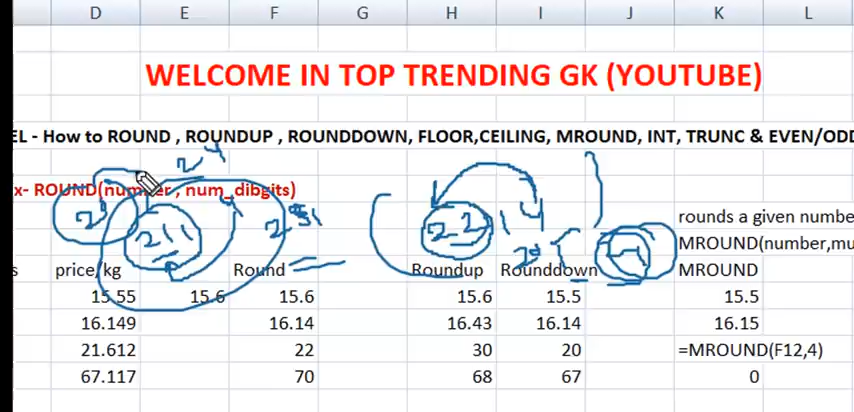 D E F G H I J K L
WELCOME IN TOP TRENDING GK (YOUTUBE)
EL - How to ROUND , ROUNDUP , ROUNDDOWN, FLOOR,CEILING, MROUND, INT, TRUNC & EVEN/ODD
x- ROUND(number , num_dibgits)
rounds a given numbe
MROUND(number,mu
s price/kg Round Roundup Rounddown MROUND
15.55 15.6 15.6 15.6 15.5 15.5
16.149 16.14 16.43 16.14 16.15
21.612 22 30 20 =MROUND(F12,4)
67.117 70 68 67 0